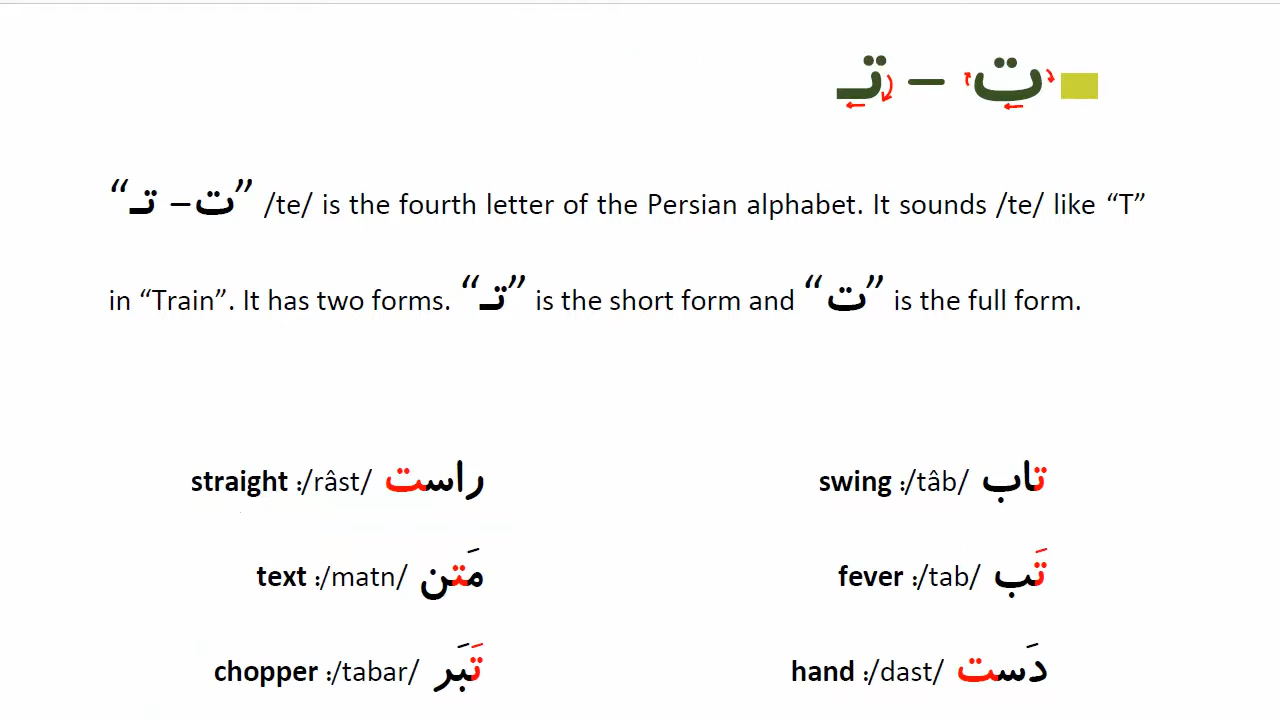 ت – تـ
“ت – تـ” /te/ is the fourth letter of the Persian alphabet. It sounds /te/ like “T”
in “Train”. It has two forms. “تـ” is the short form and “ت” is the full form.
straight :/râst/ راست
swing :/tâb/ تاب
text :/matn/ مَتن
fever :/tab/ تَب
chopper :/tabar/ تَبَر
hand :/dast/ دَست